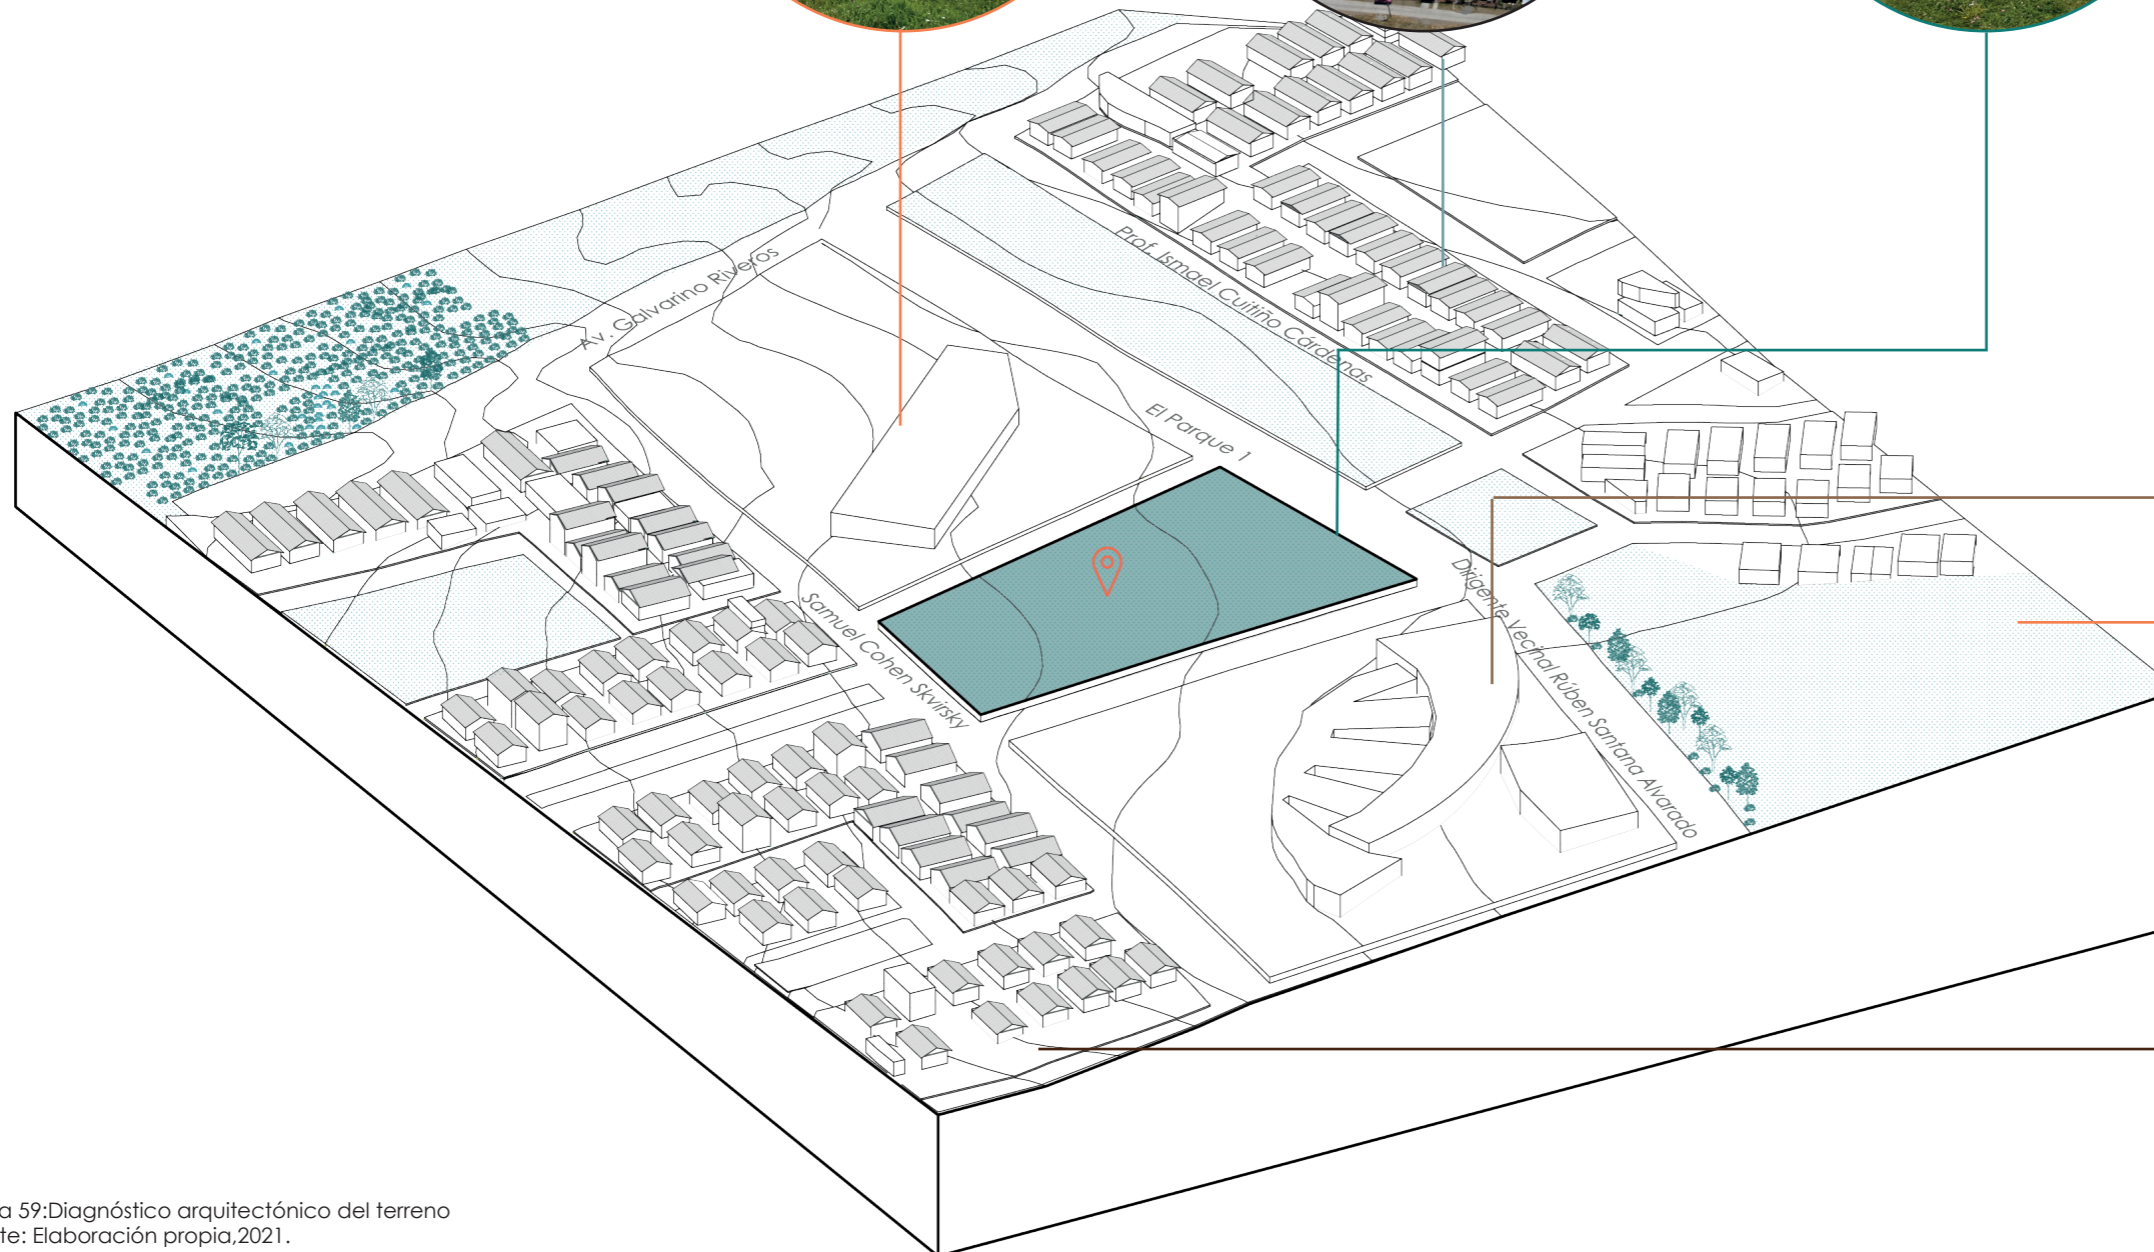 Av. Galvarino Riveros
Prof. Ismael Cuitiño Cárdenas
El Parque 1
Samuel Cohen Skvirsky
Dirigente Vecinal Rúben Santana Alvarado
a 59:Diagnóstico arquitectónico del terreno
te: Elaboración propia,2021.